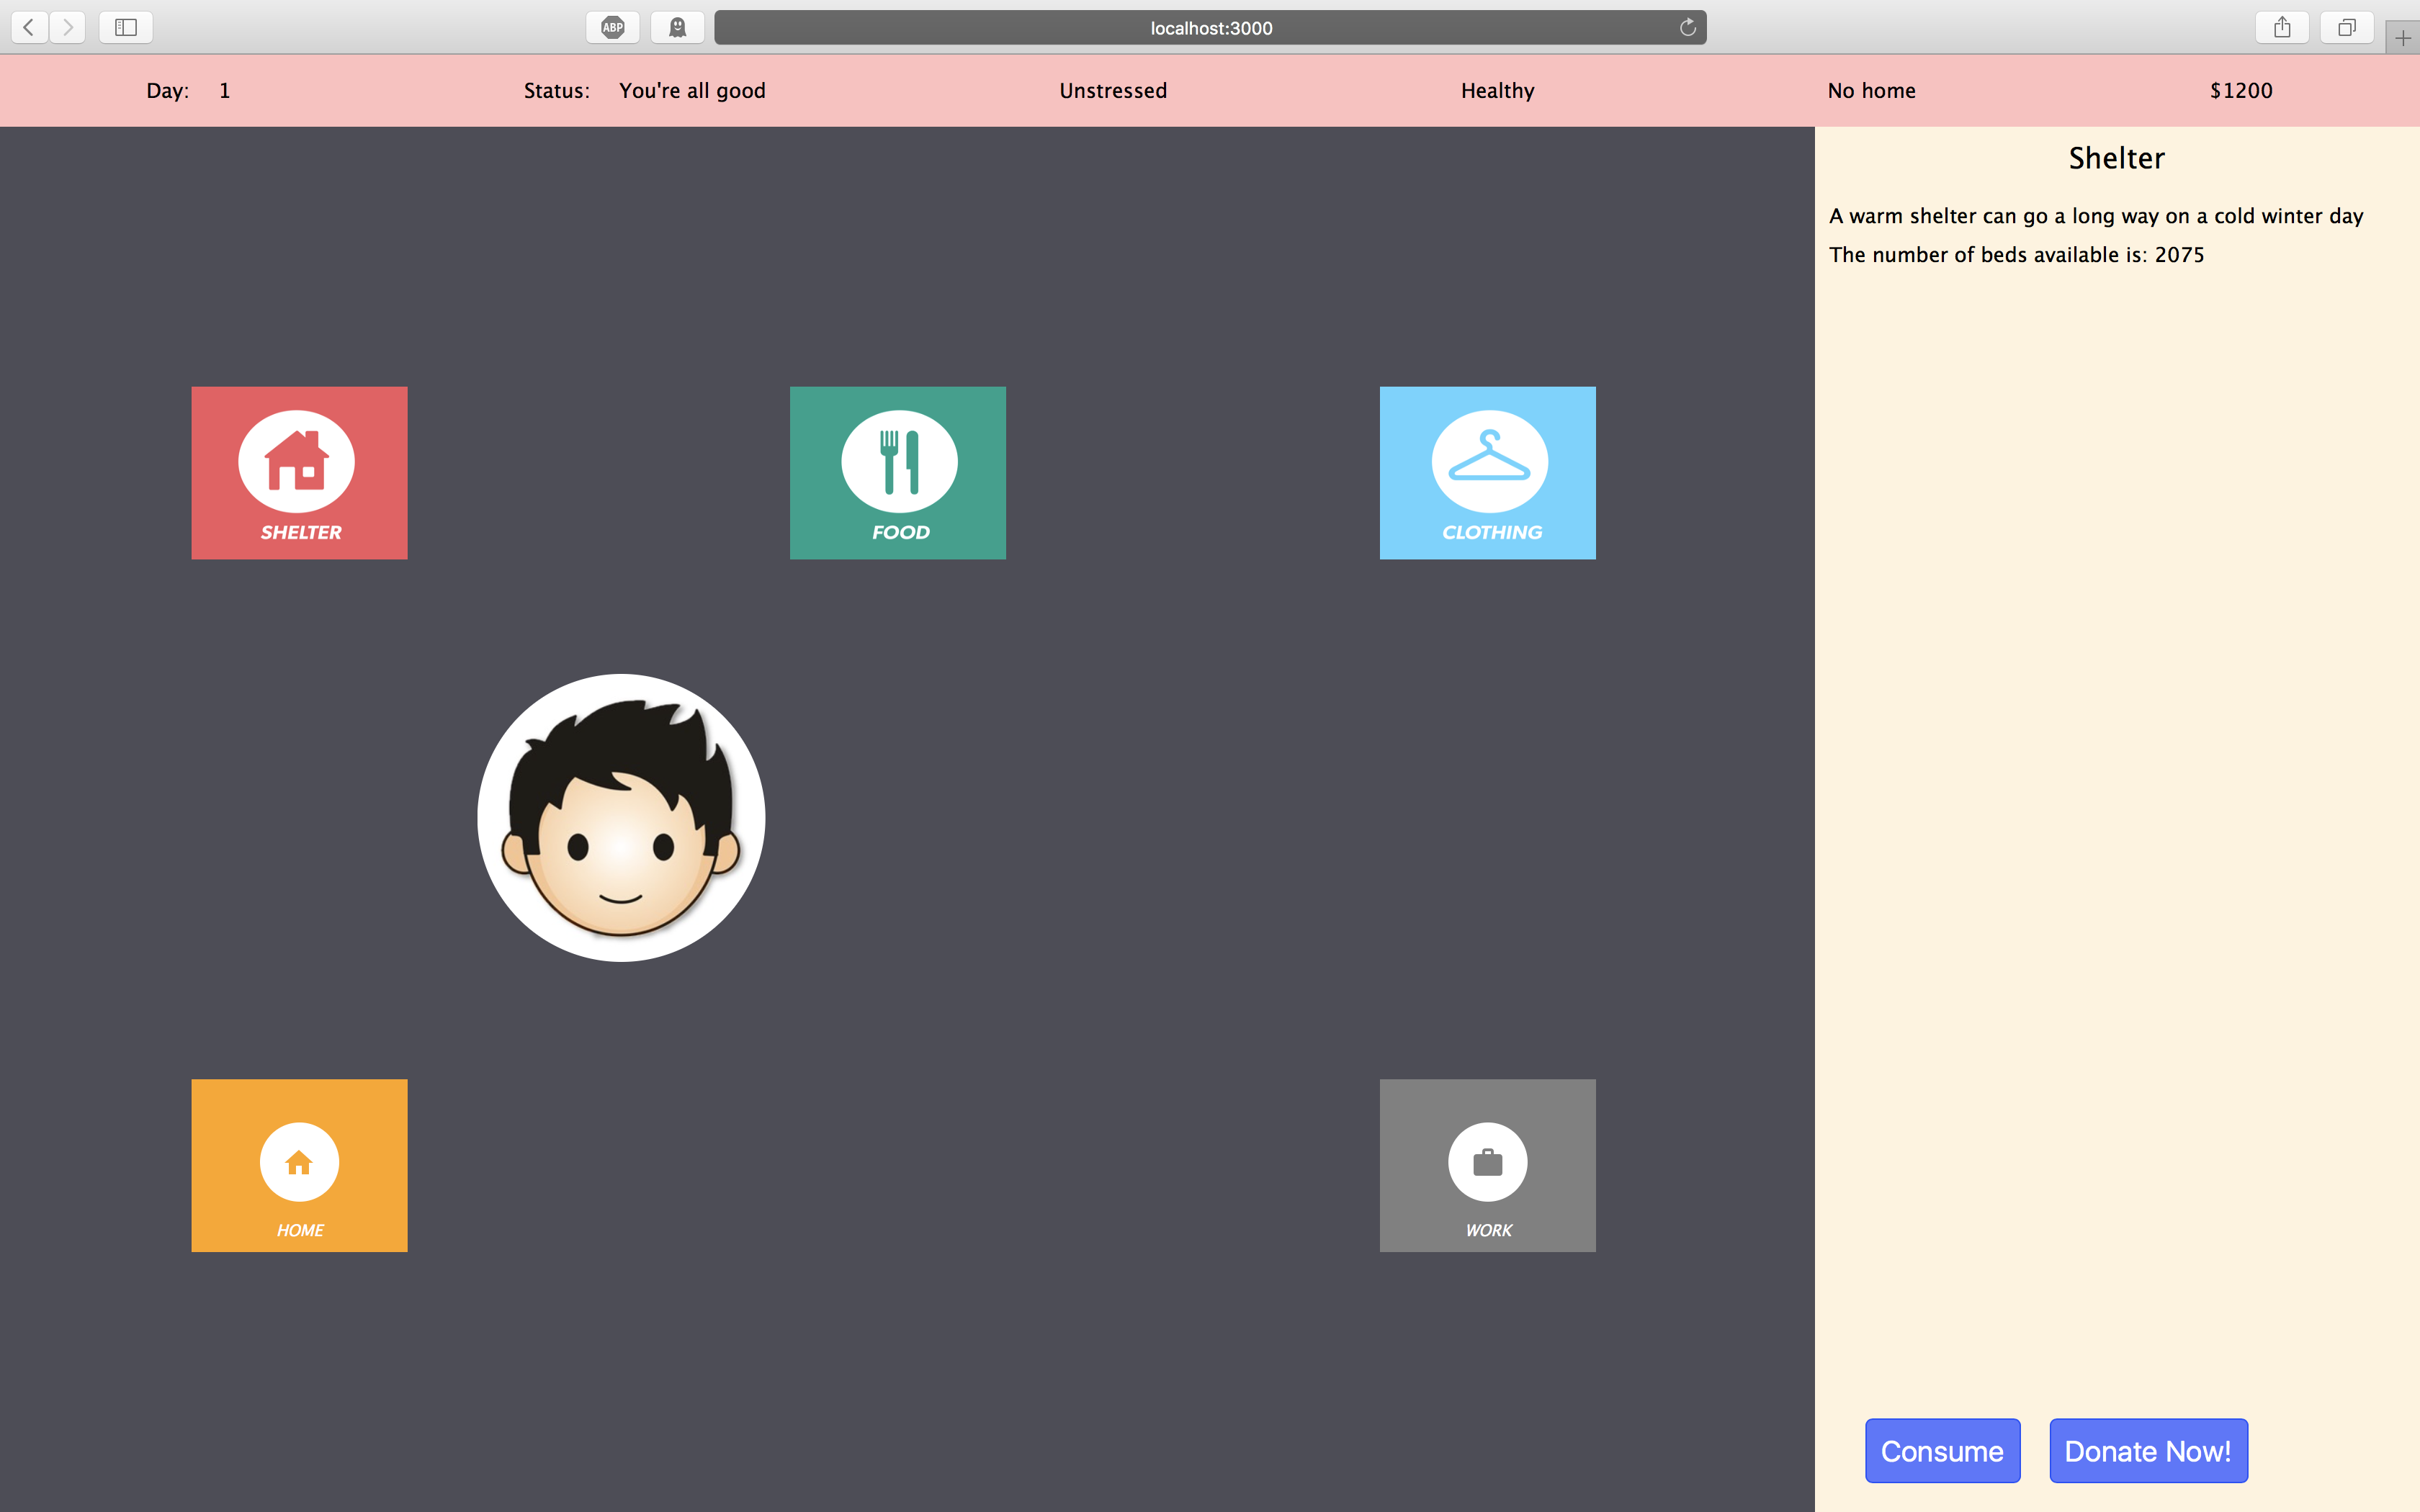 ABP
localhost:3000
Day: 1 Status: You're all good Unstressed Healthy No home $1200
Shelter
A warm shelter can go a long way on a cold winter day
The number of beds available is: 2075
SHELTER
FOOD
CLOTHING
HOME
WORK
Consume
Donate Now!